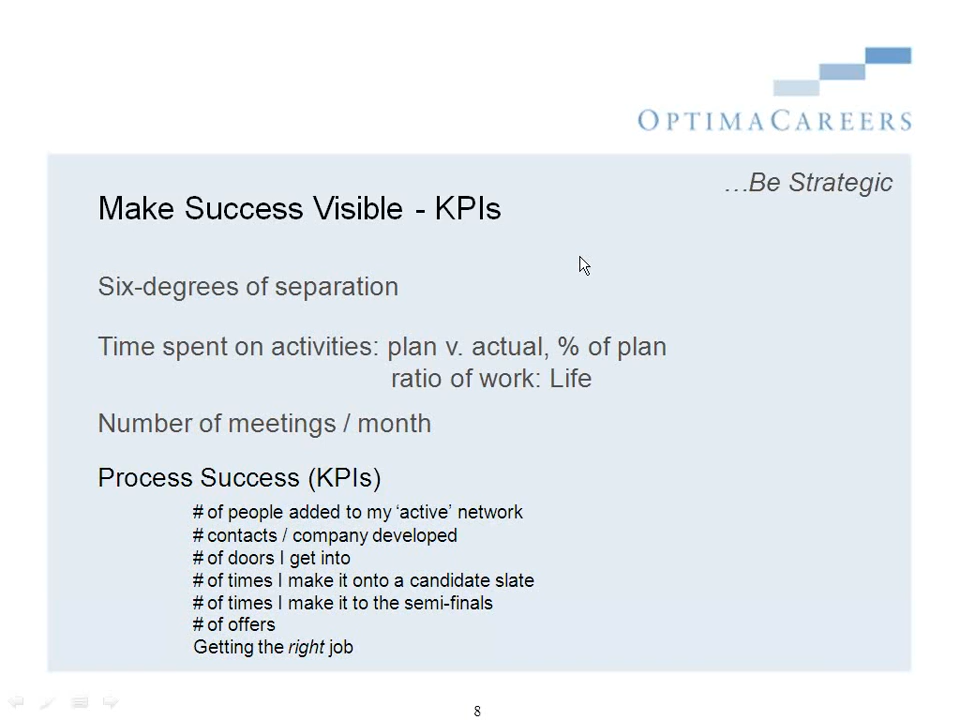 OPTIMACAREERS
…Be Strategic
Make Success Visible - KPIs
Six-degrees of separation
Time spent on activities: plan v. actual, % of plan
ratio of work: Life
Number of meetings / month
Process Success (KPIs)
# of people added to my ‘active’ network
# contacts / company developed
# of doors I get into
# of times I make it onto a candidate slate
# of times I make it to the semi-finals
# of offers
Getting the right job
8